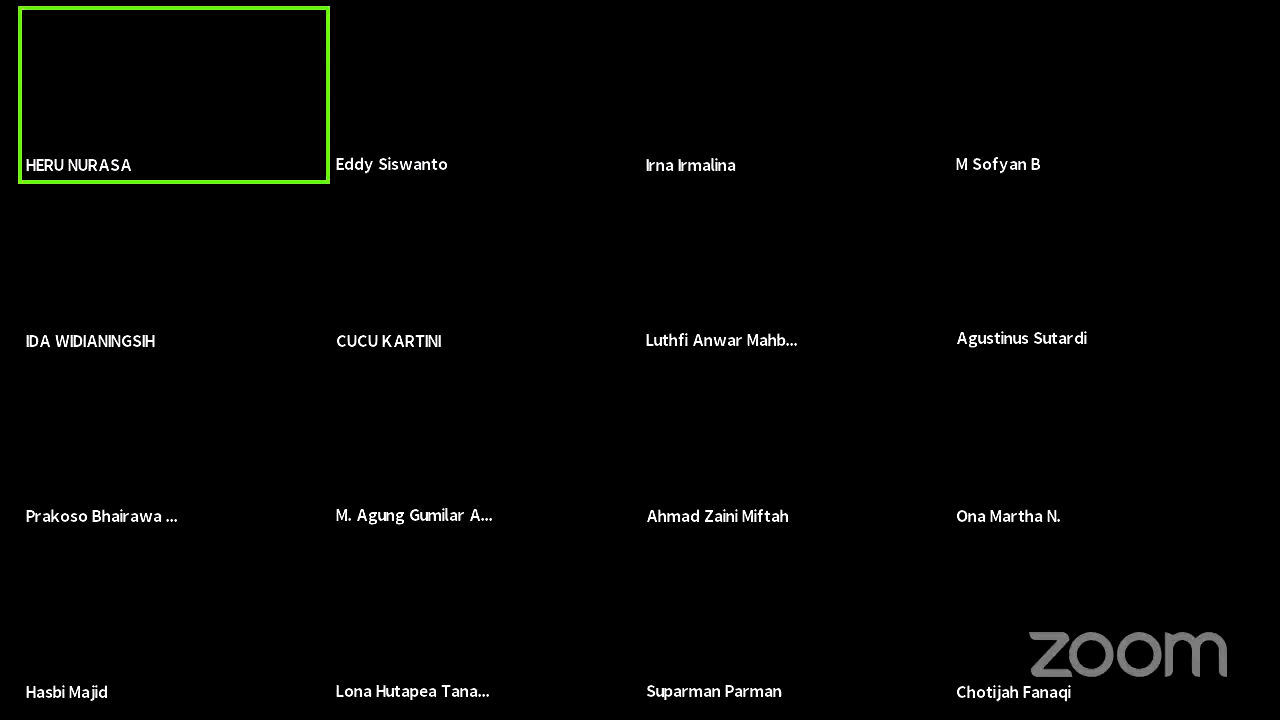 HERU NURASA
Eddy Siswanto
Irna Irmalina
M Sofyan B
IDA WIDIANINGSIH
CUCU KARTINI
Luthfi Anwar Mahb...
Agustinus Sutardi
Prakoso Bhairawa ...
M. Agung Gumilar A...
Ahmad Zaini Miftah
Ona Martha N.
Hasbi Majid
Lona Hutapea Tana...
Suparman Parman
Chotijah Fanaqi
zoom